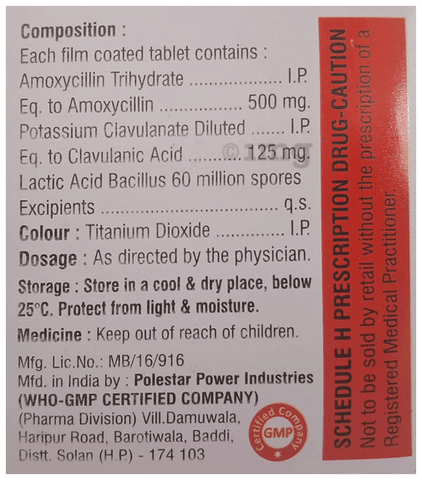 Composition :
Each film coated tablet contains :
Amoxycillin Trihydrate ................ I.P.
Eq. to Amoxycillin ................. 500 mg.
Potassium Clavulanate Diluted ....... I.P.
Eq. to Clavulanic Acid .......... 125 mg.
Lactic Acid Bacillus 60 million spores
Excipients .............................. q.s.
Colour : Titanium Dioxide ............ I.P.
Dosage : As directed by the physician.
Storage : Store in a cool & dry place, below
25°C. Protect from light & moisture.
Medicine : Keep out of reach of children.
Mfg. Lic.No.: MB/16/916
Mfd. in India by : Polestar Power Industries
(WHO-GMP CERTIFIED COMPANY)
(Pharma Division) Vill.Damuwala,
Haripur Road, Barotiwala, Baddi,
Distt. Solan (H.P) - 174 103
Certified Company
GMP
SCHEDULE H PRESCRIPTION DRUG-CAUTION
Not to be sold by retail without the prescription of a
Registered Medical Practitioner.